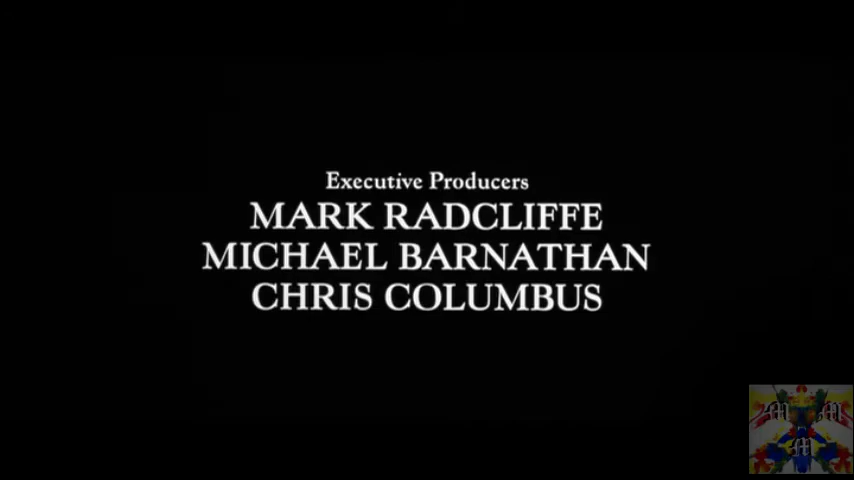 Executive Producers
MARK RADCLIFFE
MICHAEL BARNATHAN
CHRIS COLUMBUS
M M
M